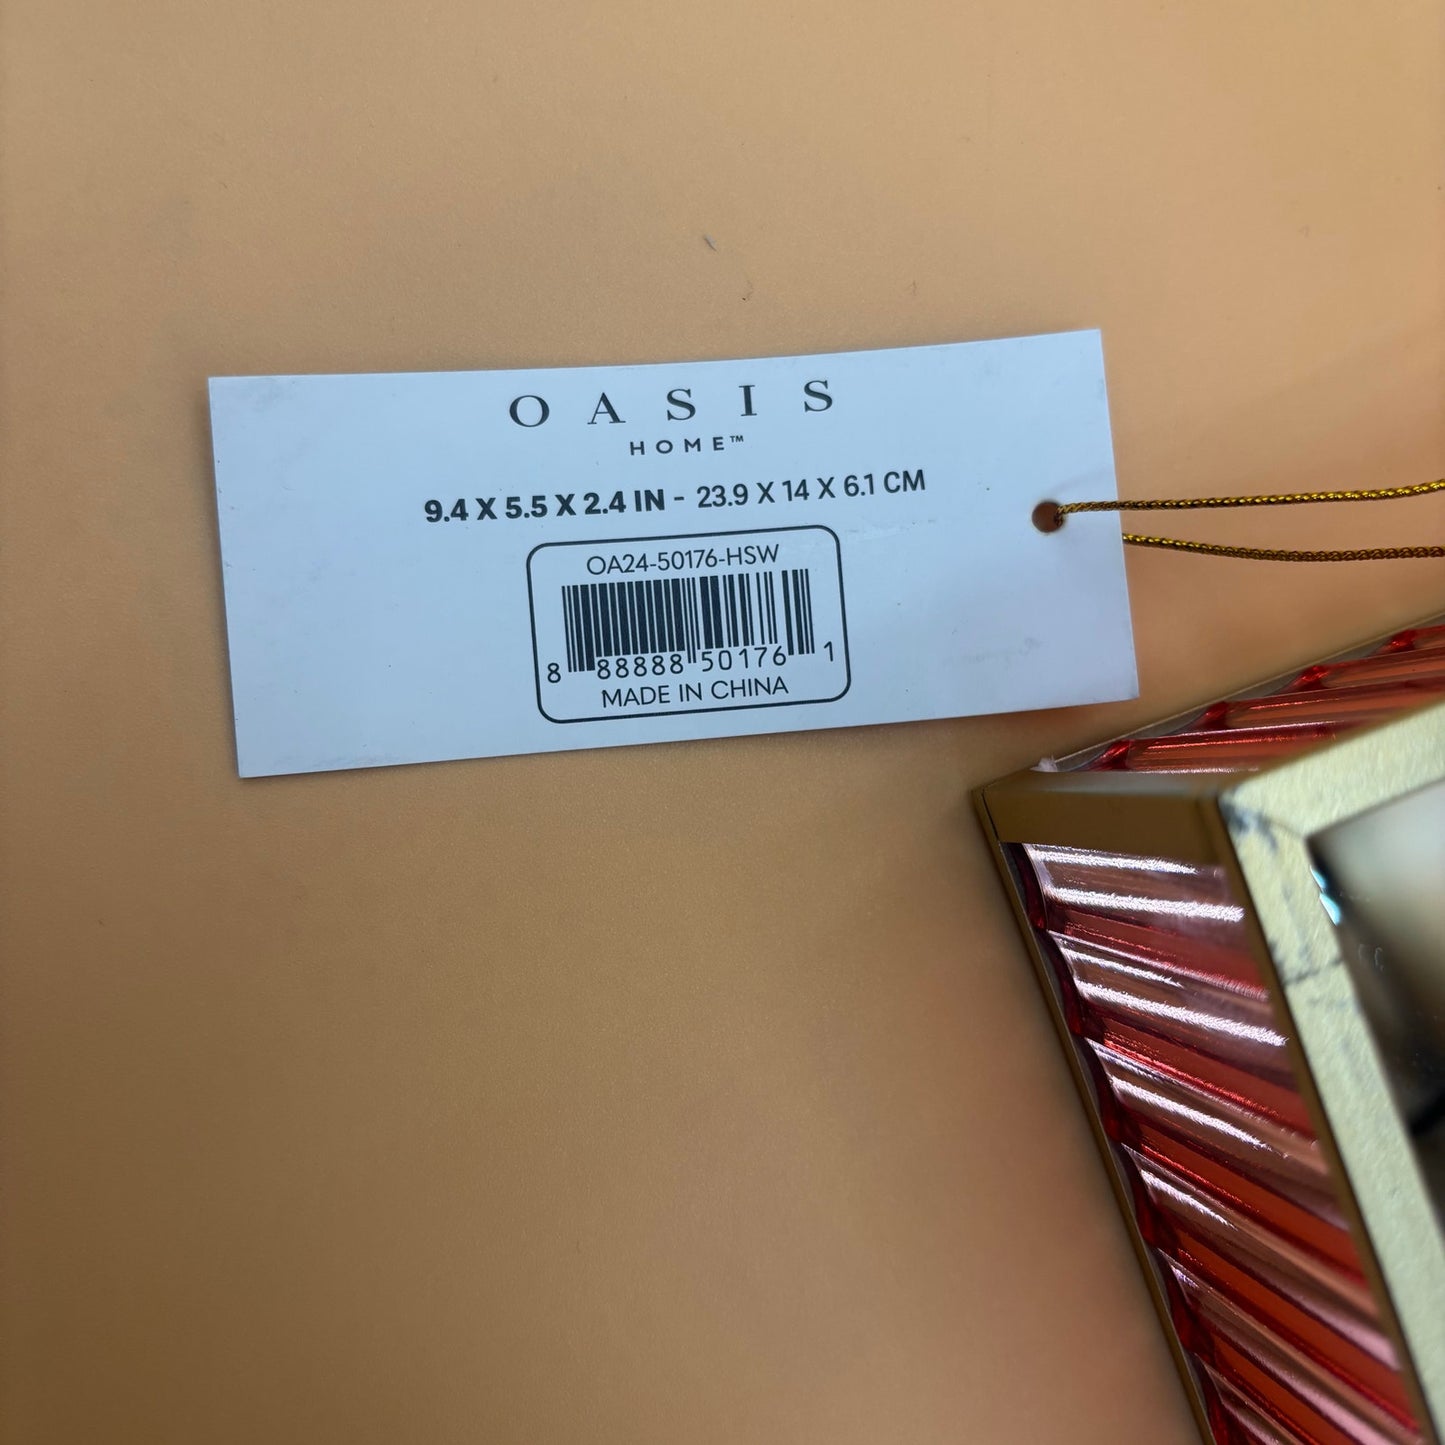 OASIS
HOME™
9.4 X 5.5 X 2.4 IN - 23.9 X 14 X 6.1 CM
OA24-50176-HSW
8 88888 50176 1
MADE IN CHINA